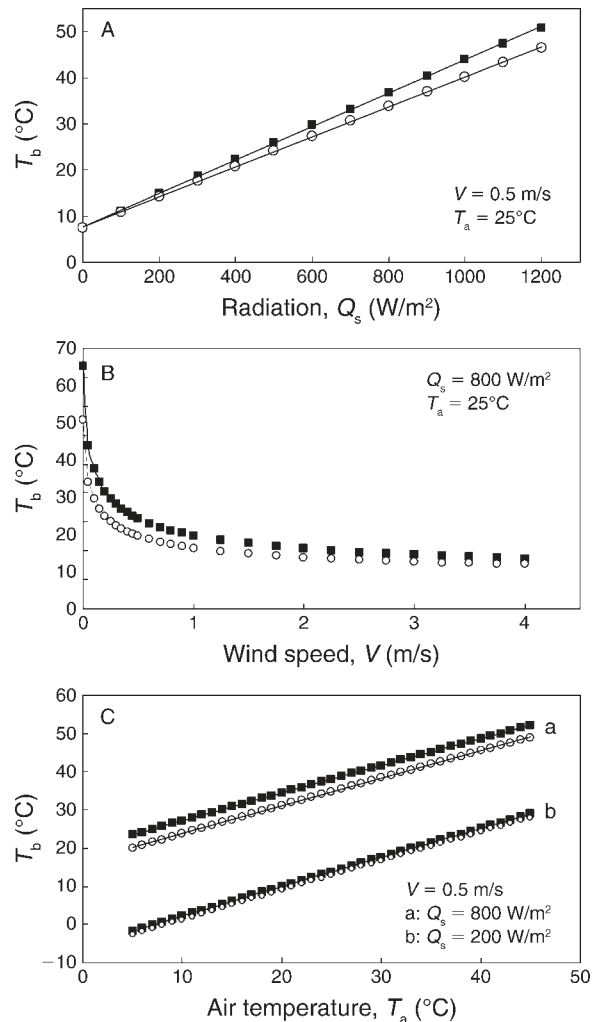 A
50
40
30
20
10
0
T_b (°C)
V = 0.5 m/s
T_a = 25°C
0 200 400 600 800 1000 1200
Radiation, Q_s (W/m²)
B
70
60
50
40
30
20
10
0
T_b (°C)
Q_s = 800 W/m²
T_a = 25°C
0 1 2 3 4
Wind speed, V (m/s)
C
60
50
40
30
20
10
0
−10
T_b (°C)
a
b
V = 0.5 m/s
a: Q_s = 800 W/m²
b: Q_s = 200 W/m²
0 10 20 30 40 50
Air temperature, T_a (°C)